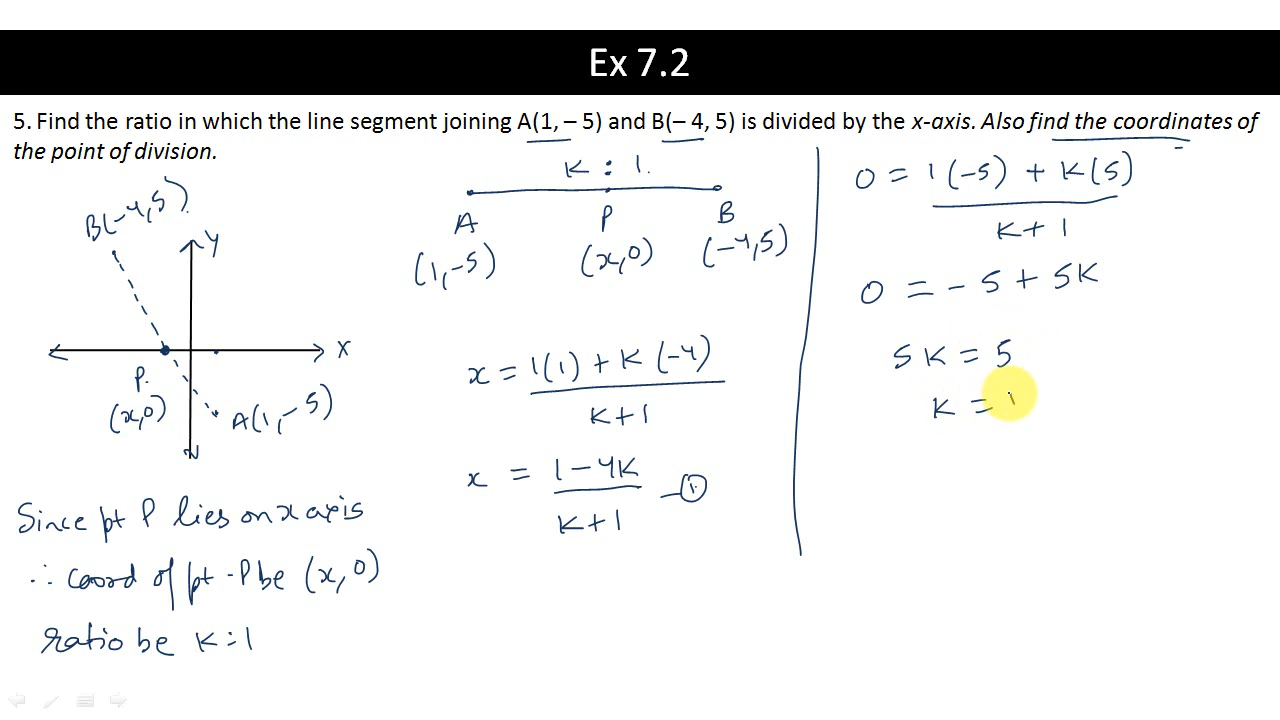 Ex 7.2
5. Find the ratio in which the line segment joining A(1, – 5) and B(– 4, 5) is divided by the x-axis. Also find the coordinates of
the point of division.
B(-4,5)
Y
X
P.
(x,0)
A(1,-5)
Since pt P lies on x axis
∴ coord of pt -P be (x,0)
ratio be K:1
K : 1.
A P B
(1,-5) (x,0) (-4,5)
x = 1(1) + K(-4)
K+1
x = 1-4K —①
K+1
0 = 1(-5) + K(5)
K+1
0 = -5 + 5K
5K = 5
K = 1